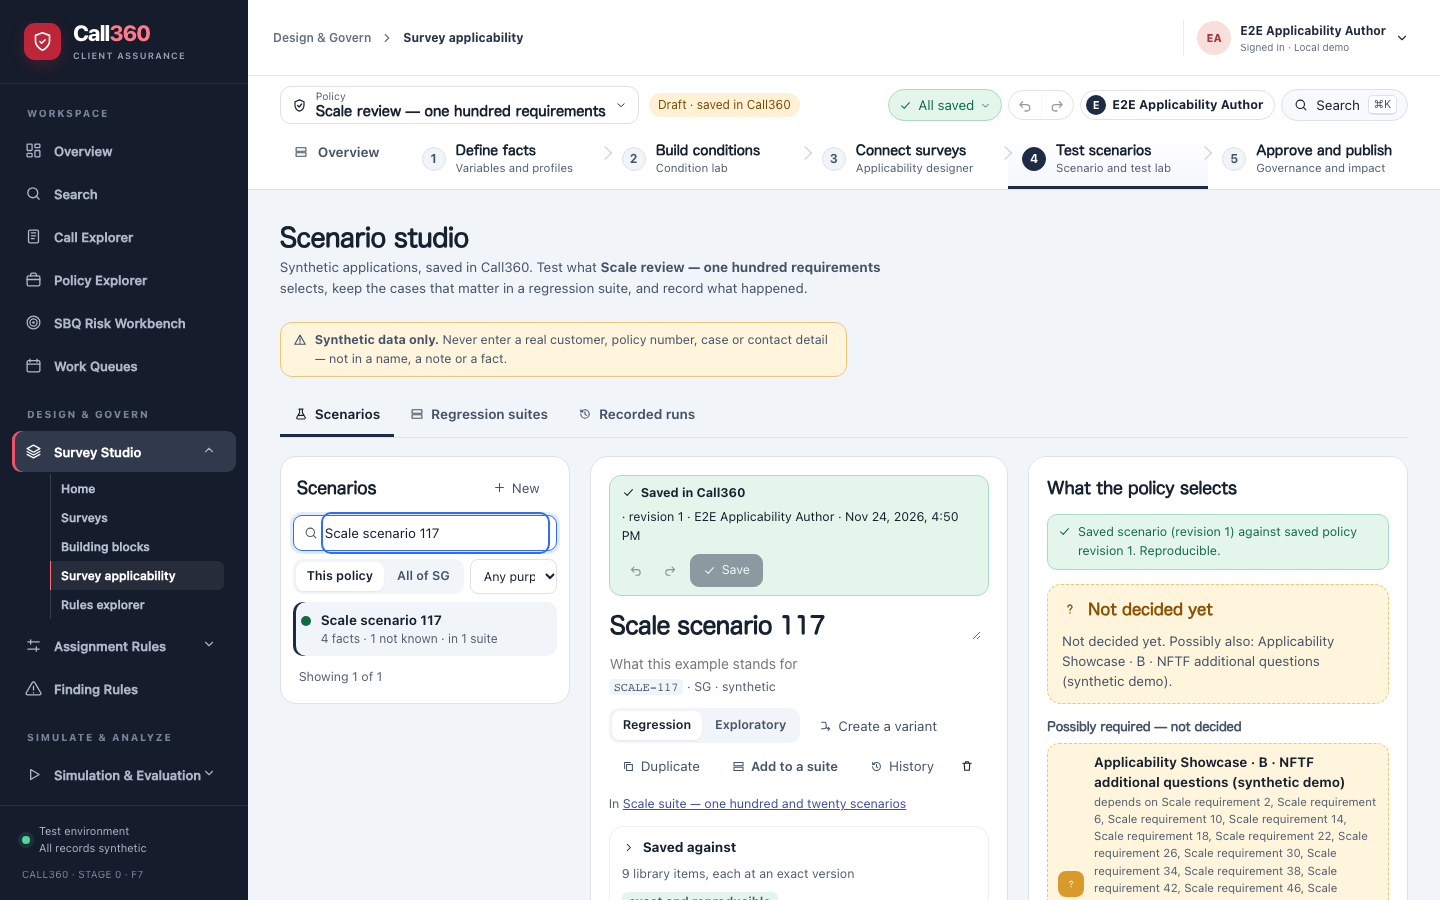 Call360
CLIENT ASSURANCE
WORKSPACE
Overview
Search
Call Explorer
Policy Explorer
SBQ Risk Workbench
Work Queues
DESIGN & GOVERN
Survey Studio
Home
Surveys
Building blocks
Survey applicability
Rules explorer
Assignment Rules
Finding Rules
SIMULATE & ANALYZE
Simulation & Evaluation
Test environment
All records synthetic
CALL360 · STAGE 0 · F7
Design & Govern > Survey applicability
EA
E2E Applicability Author
Signed in · Local demo
Policy
Scale review — one hundred requirements
Draft · saved in Call360
All saved
E E2E Applicability Author
Search ⌘K
Overview
1 Define facts
Variables and profiles
2 Build conditions
Condition lab
3 Connect surveys
Applicability designer
4 Test scenarios
Scenario and test lab
5 Approve and publish
Governance and impact
Scenario studio
Synthetic applications, saved in Call360. Test what Scale review — one hundred requirements
selects, keep the cases that matter in a regression suite, and record what happened.
Synthetic data only. Never enter a real customer, policy number, case or contact detail
— not in a name, a note or a fact.
Scenarios
Regression suites
Recorded runs
Scenarios
+ New
Scale scenario 117
This policy
All of SG
Any purp
Scale scenario 117
4 facts · 1 not known · in 1 suite
Showing 1 of 1
Saved in Call360
· revision 1 · E2E Applicability Author · Nov 24, 2026, 4:50
PM
Save
Scale scenario 117
What this example stands for
SCALE-117 · SG · synthetic
Regression
Exploratory
Create a variant
Duplicate
Add to a suite
History
In Scale suite — one hundred and twenty scenarios
Saved against
9 library items, each at an exact version
exact and reproducible
What the policy selects
Saved scenario (revision 1) against saved policy
revision 1. Reproducible.
? Not decided yet
Not decided yet. Possibly also: Applicability
Showcase · B · NFTF additional questions
(synthetic demo).
Possibly required — not decided
Applicability Showcase · B · NFTF
additional questions (synthetic demo)
depends on Scale requirement 2, Scale requirement
6, Scale requirement 10, Scale requirement 14,
Scale requirement 18, Scale requirement 22, Scale
requirement 26, Scale requirement 30, Scale
requirement 34, Scale requirement 38, Scale
requirement 42, Scale requirement 46, Scale
?